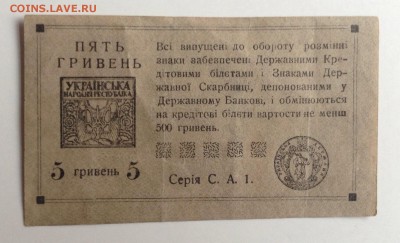 COINS.LAVE.RU
ПЯТЬ
ГРИВЕНЬ
УКРАЇНСЬКА
НАРОДНЯ РЕСПУБЛІКА
5 гривень 5
Всі випущені до обороту розмінні
знаки забезпечені Державними Кре-
дітовими білетами і Знаками Дер-
жавної Скарбниці, депонованими у
Державному Банкові, і обмінюються
на кредітові білети вартости не менш
500 гривень.
Серія С. А. 1.